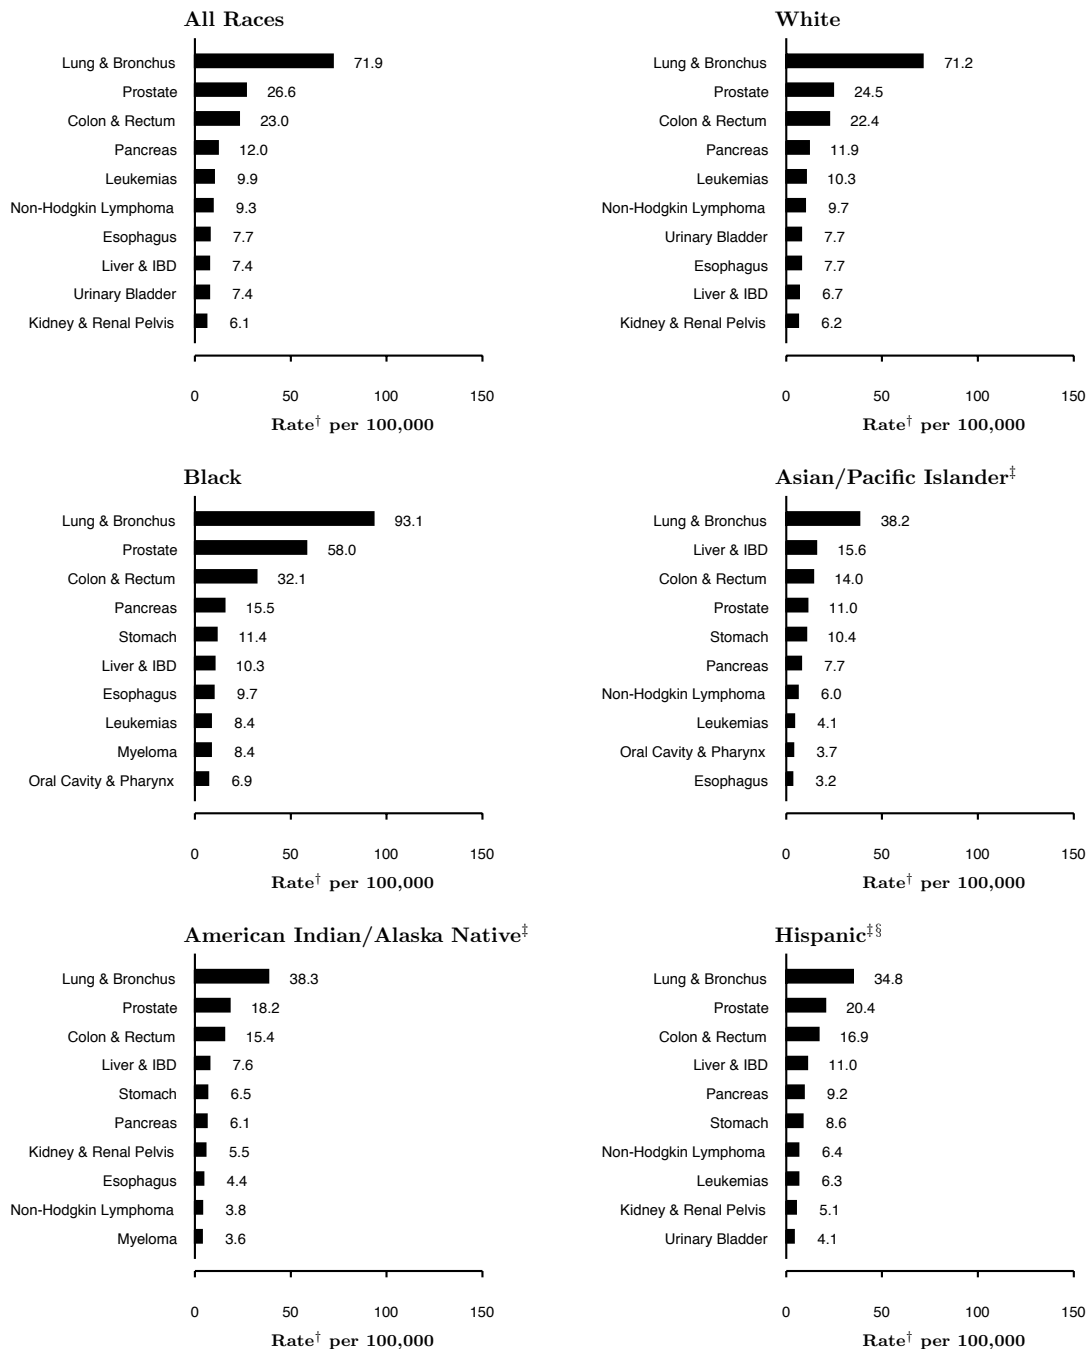 All Races
Lung & Bronchus 71.9
Prostate 26.6
Colon & Rectum 23.0
Pancreas 12.0
Leukemias 9.9
Non-Hodgkin Lymphoma 9.3
Esophagus 7.7
Liver & IBD 7.4
Urinary Bladder 7.4
Kidney & Renal Pelvis 6.1
0 50 100 150
Rate† per 100,000
White
Lung & Bronchus 71.2
Prostate 24.5
Colon & Rectum 22.4
Pancreas 11.9
Leukemias 10.3
Non-Hodgkin Lymphoma 9.7
Urinary Bladder 7.7
Esophagus 7.7
Liver & IBD 6.7
Kidney & Renal Pelvis 6.2
0 50 100 150
Rate† per 100,000
Black
Lung & Bronchus 93.1
Prostate 58.0
Colon & Rectum 32.1
Pancreas 15.5
Stomach 11.4
Liver & IBD 10.3
Esophagus 9.7
Leukemias 8.4
Myeloma 8.4
Oral Cavity & Pharynx 6.9
0 50 100 150
Rate† per 100,000
Asian/Pacific Islander‡
Lung & Bronchus 38.2
Liver & IBD 15.6
Colon & Rectum 14.0
Prostate 11.0
Stomach 10.4
Pancreas 7.7
Non-Hodgkin Lymphoma 6.0
Leukemias 4.1
Oral Cavity & Pharynx 3.7
Esophagus 3.2
0 50 100 150
Rate† per 100,000
American Indian/Alaska Native‡
Lung & Bronchus 38.3
Prostate 18.2
Colon & Rectum 15.4
Liver & IBD 7.6
Stomach 6.5
Pancreas 6.1
Kidney & Renal Pelvis 5.5
Esophagus 4.4
Non-Hodgkin Lymphoma 3.8
Myeloma 3.6
0 50 100 150
Rate† per 100,000
Hispanic‡§
Lung & Bronchus 34.8
Prostate 20.4
Colon & Rectum 16.9
Liver & IBD 11.0
Pancreas 9.2
Stomach 8.6
Non-Hodgkin Lymphoma 6.4
Leukemias 6.3
Kidney & Renal Pelvis 5.1
Urinary Bladder 4.1
0 50 100 150
Rate† per 100,000